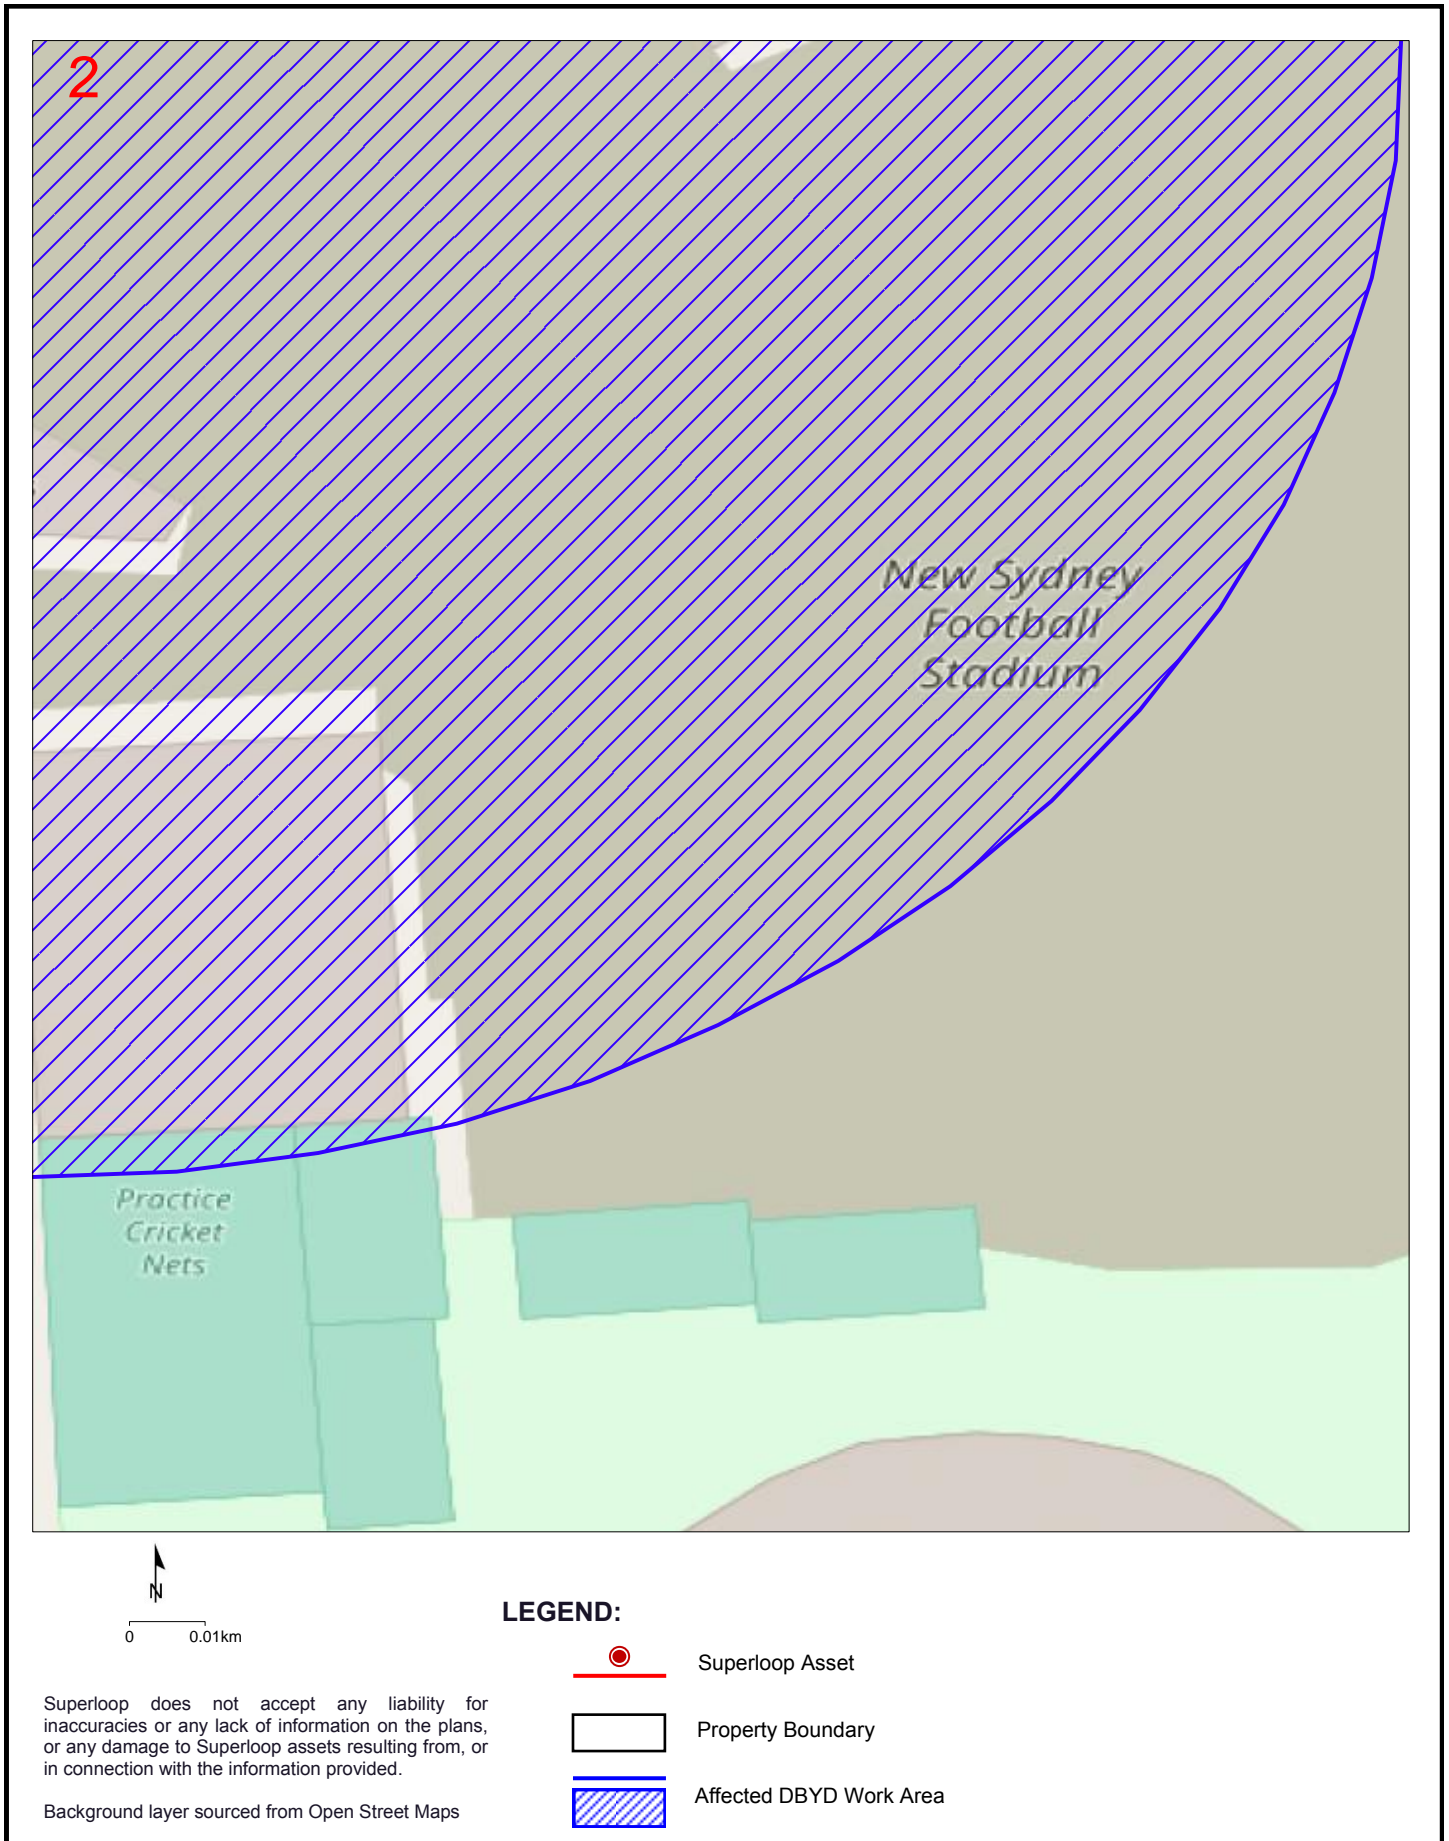 2
New Sydney
Football
Stadium
Practice
Cricket
Nets
N
0 0.01km
LEGEND:
Superloop Asset
Property Boundary
Affected DBYD Work Area
Superloop does not accept any liability for
inaccuracies or any lack of information on the plans,
or any damage to Superloop assets resulting from, or
in connection with the information provided.
Background layer sourced from Open Street Maps